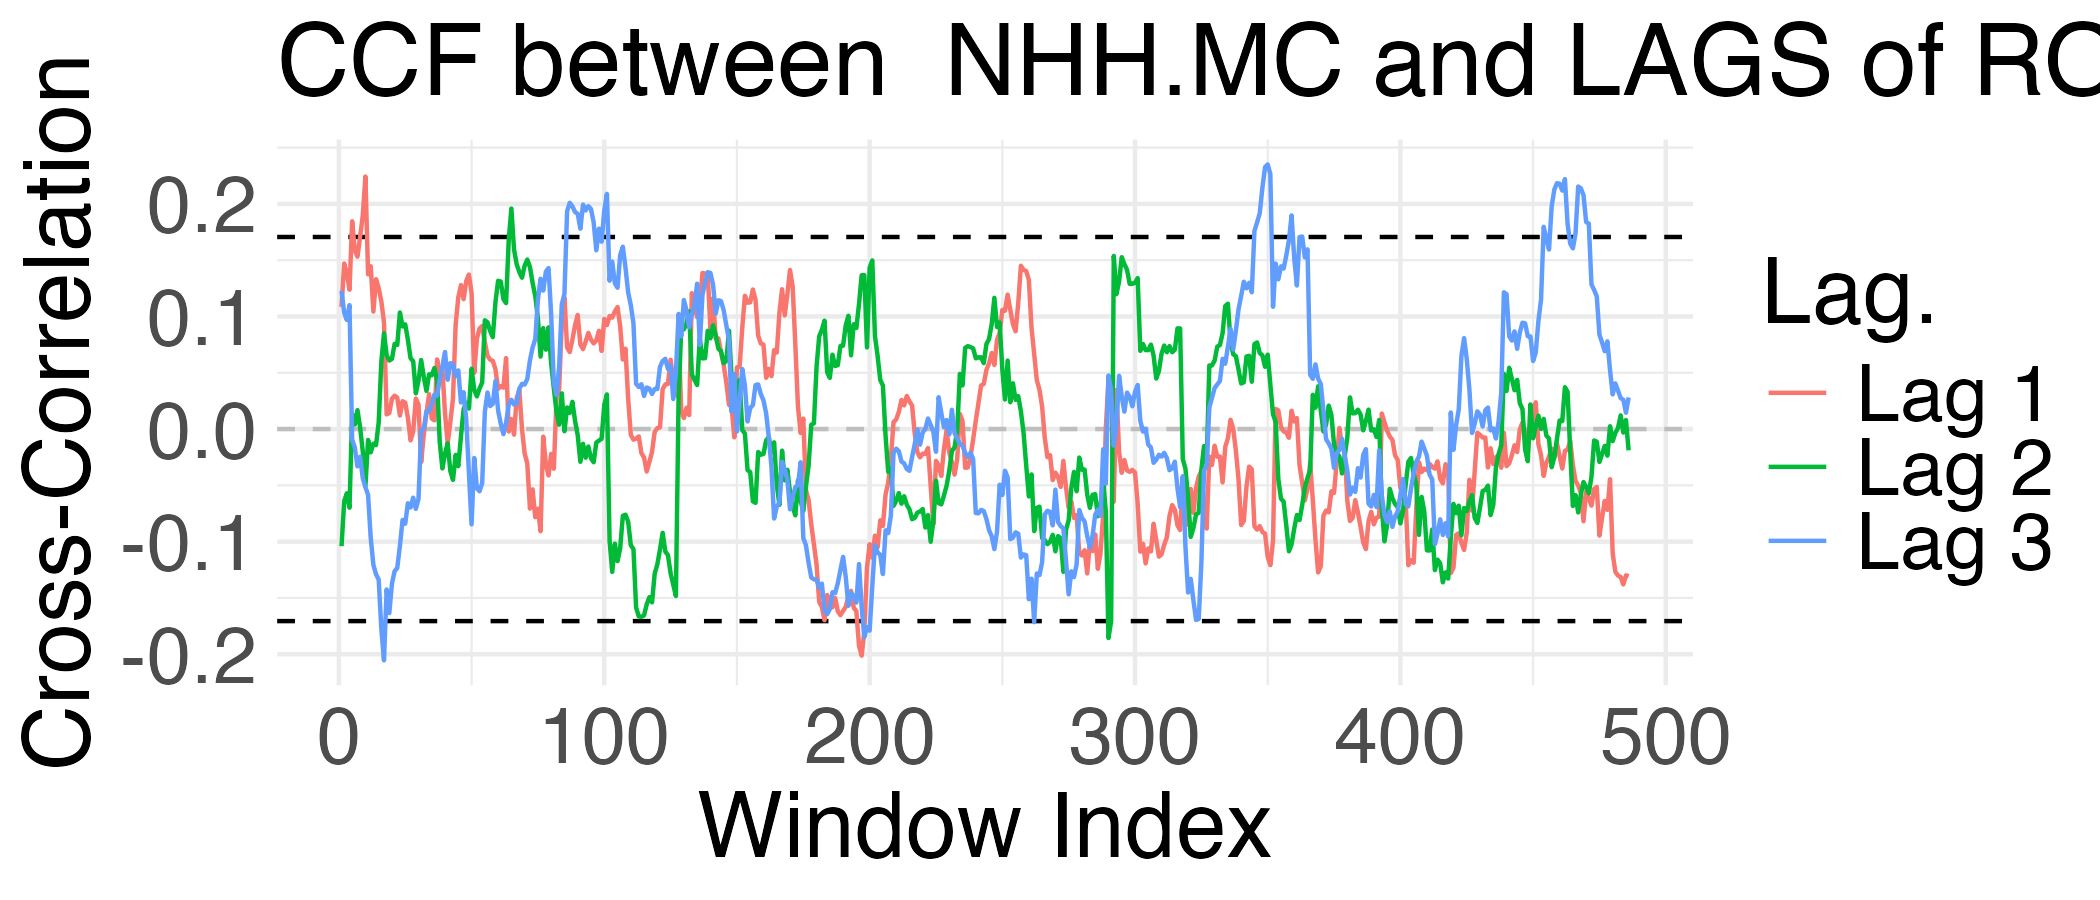 CCF between  NHH.MC and LAGS of RO
Cross-Correlation
0.2
0.1
0.0
-0.1
-0.2
0 100 200 300 400 500
Window Index
Lag.
Lag 1
Lag 2
Lag 3